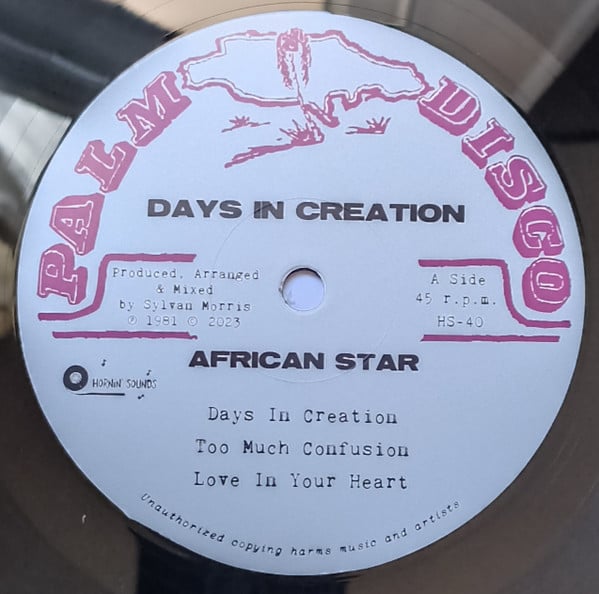 PALM DISCO
DAYS IN CREATION
Produced, Arranged
& Mixed
by Sylvan Morris
℗ 1981 © 2023
A Side
45 r.p.m.
HS-40
AFRICAN STAR
HORNIN' SOUNDS
Days In Creation
Too Much Confusion
Love In Your Heart
Unauthorized copying harms music and artists